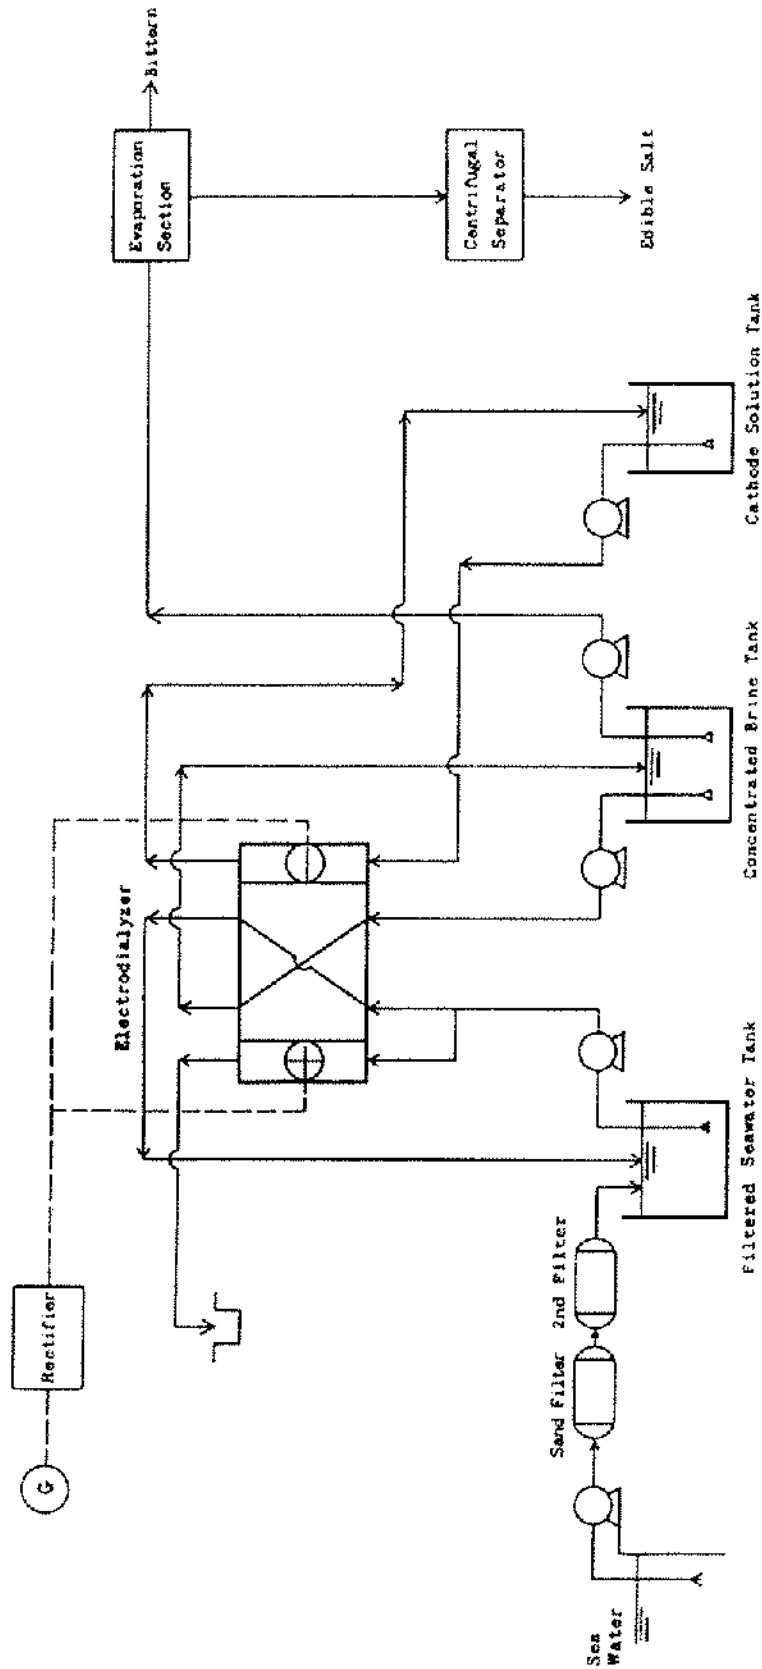 G
Rectifier
Electrodialyzer
Evaporation
Section
Bittern
Centrifugal
Separator
Edible Salt
Sea
Water
Sand Filter
2nd Filter
Filtered Seawater Tank
Concentrated Brine Tank
Cathode Solution Tank